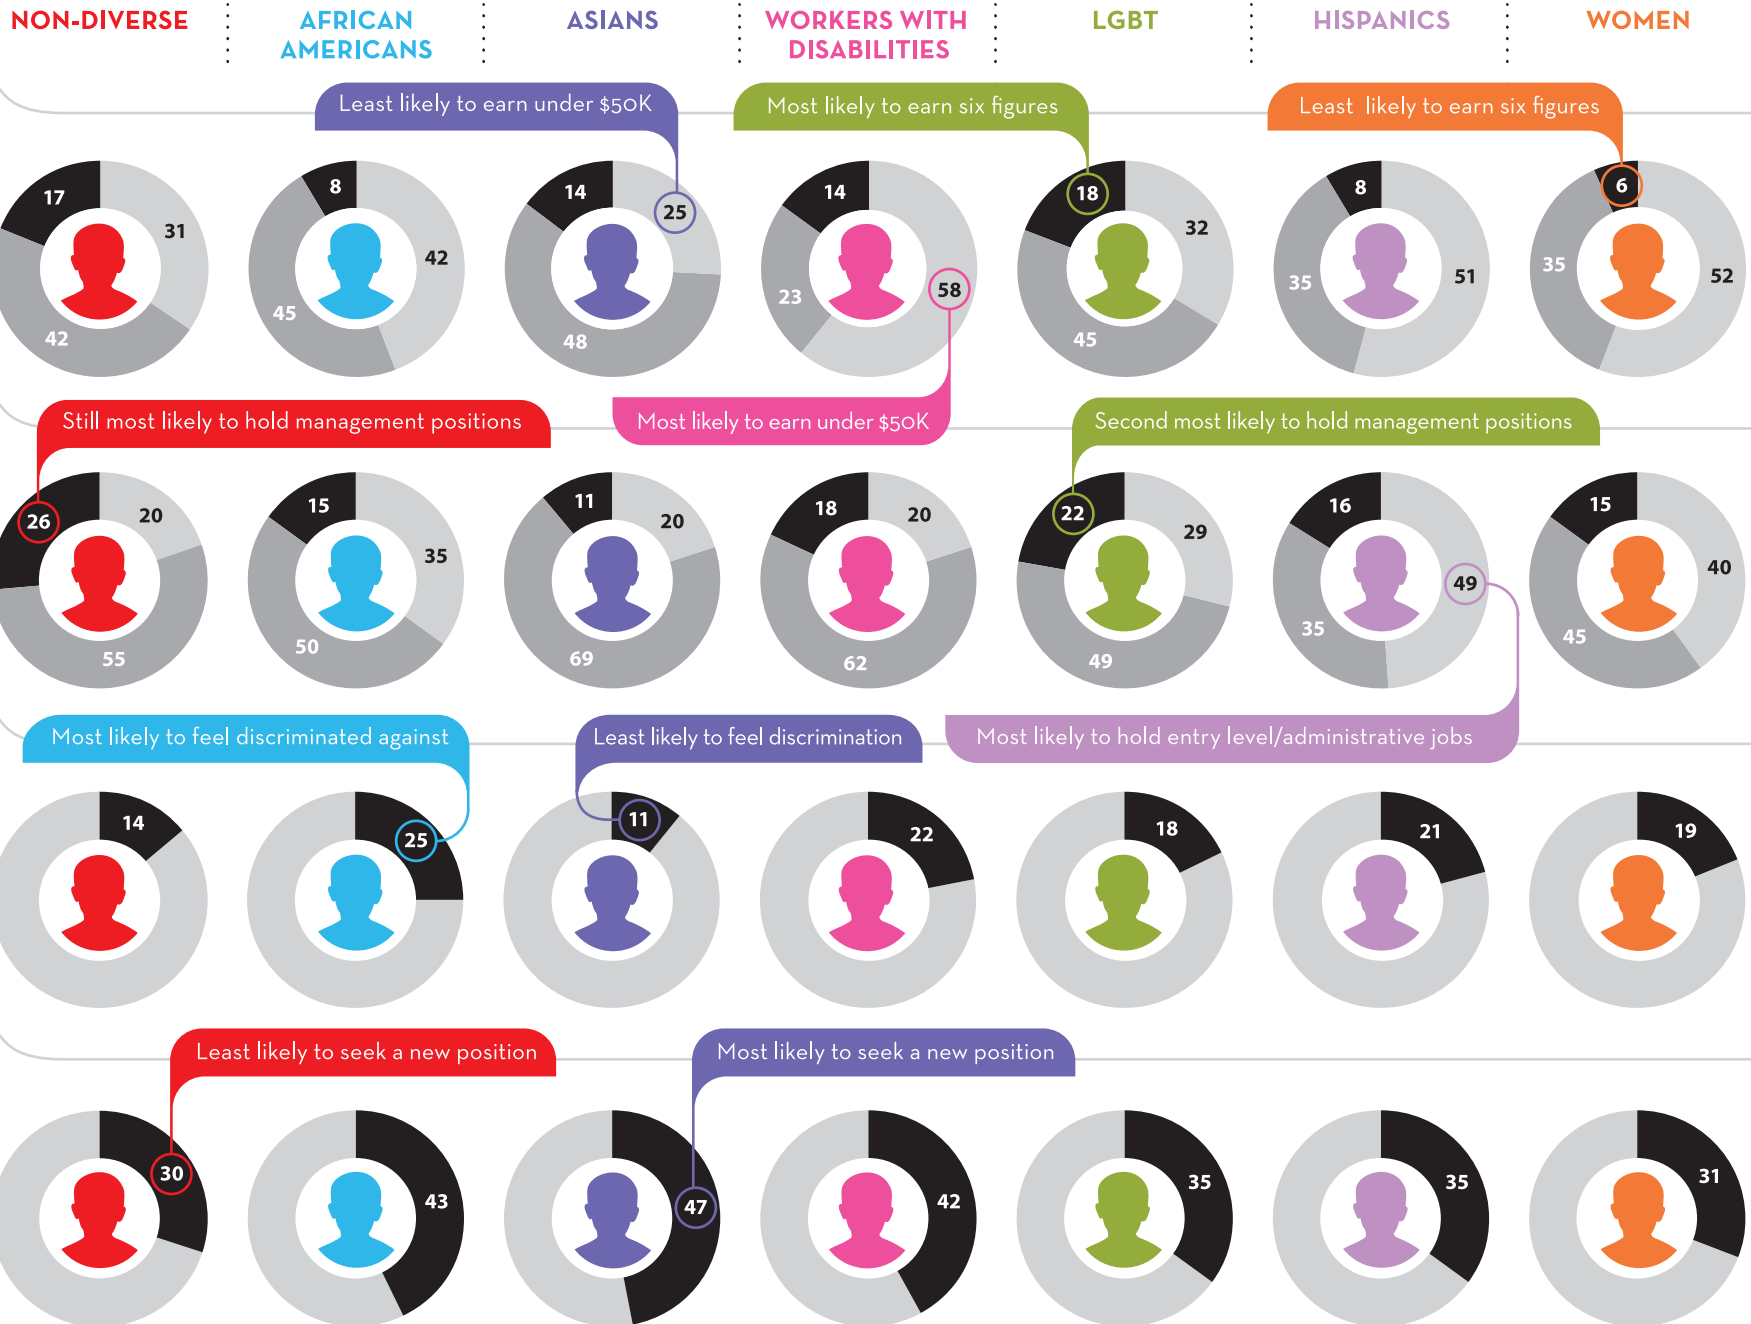 NON-DIVERSE
AFRICAN
AMERICANS
ASIANS
WORKERS WITH
DISABILITIES
LGBT
HISPANICS
WOMEN
Least likely to earn under $50K
Most likely to earn six figures
Least likely to earn six figures
17
31
42
8
42
45
14
25
48
14
58
23
18
32
45
8
51
35
6
52
35
Still most likely to hold management positions
Most likely to earn under $50K
Second most likely to hold management positions
26
20
55
15
35
50
11
20
69
18
20
62
22
29
49
16
49
35
15
40
45
Most likely to feel discriminated against
Least likely to feel discrimination
Most likely to hold entry level/administrative jobs
14
25
11
22
18
21
19
Least likely to seek a new position
Most likely to seek a new position
30
43
47
42
35
35
31